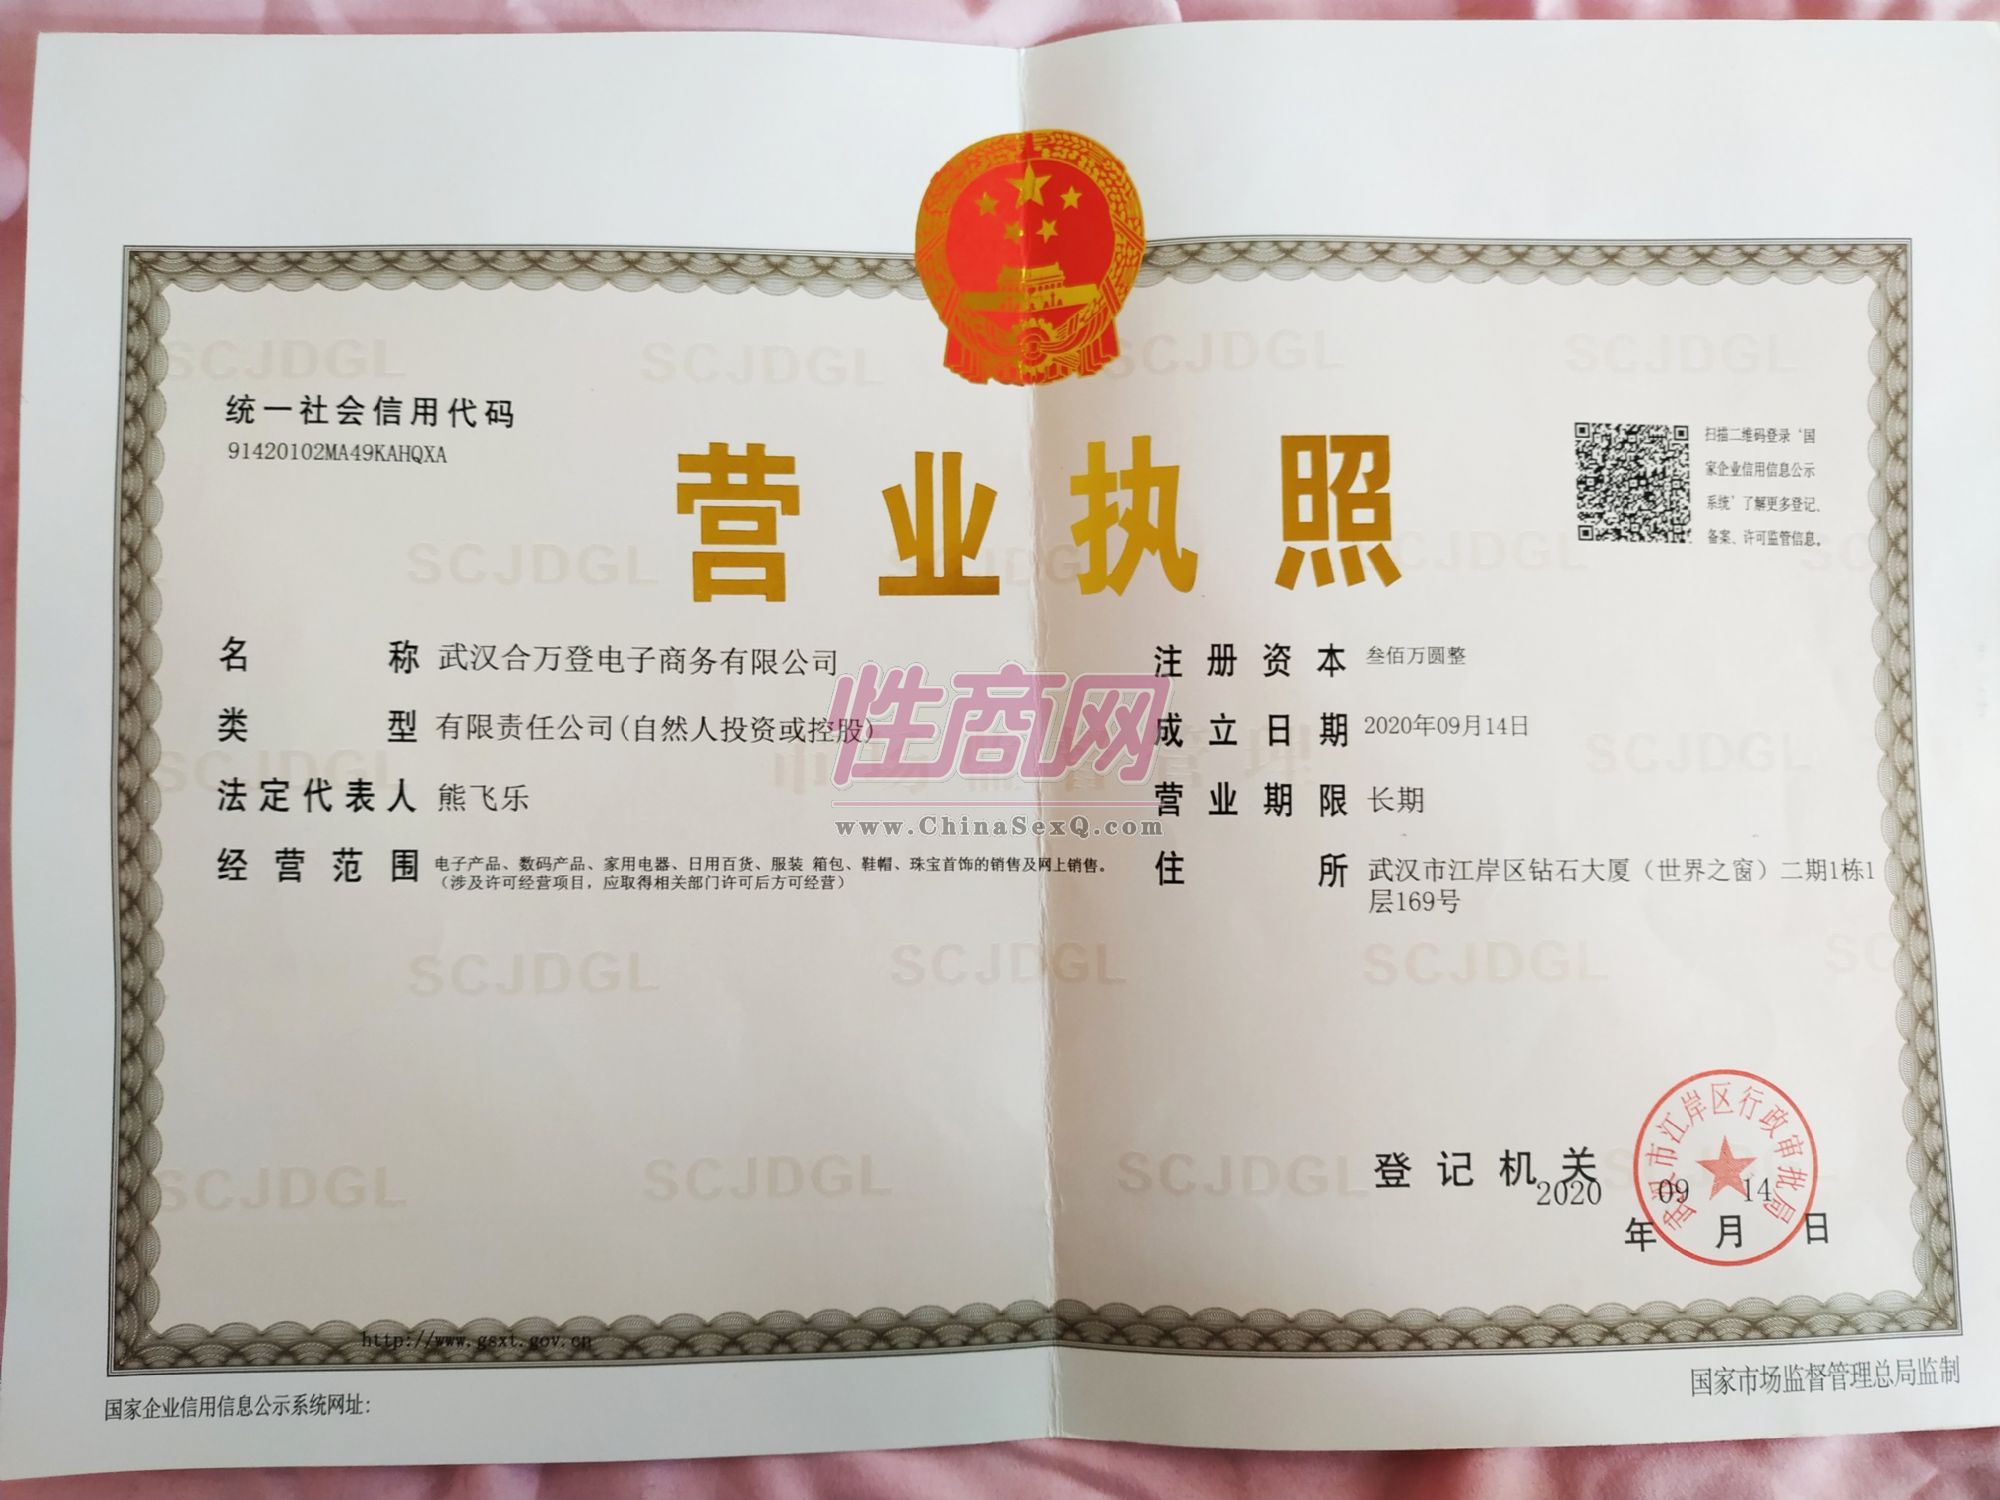 统一社会信用代码
91420102MA49KAHQXA
营业执照
扫描二维码登录‘国
家企业信用信息公示
系统’了解更多登记、
备案、许可监管信息。
名称 武汉合万登电子商务有限公司
类型 有限责任公司(自然人投资或控股)
法定代表人 熊飞乐
经营范围 电子产品、数码产品、家用电器、日用百货、服装 箱包、鞋帽、珠宝首饰的销售及网上销售。
（涉及许可经营项目，应取得相关部门许可后方可经营）
注册资本 叁佰万圆整
成立日期 2020年09月14日
营业期限 长期
住所 武汉市江岸区钻石大厦（世界之窗）二期1栋1
层169号
性商网
www.ChinaSexQ.com
SCJDGL
登记机关
武汉市江岸区行政审批局
2020 09 14
年 月 日
http://www.gsxt.gov.cn
国家企业信用信息公示系统网址:
国家市场监督管理总局监制